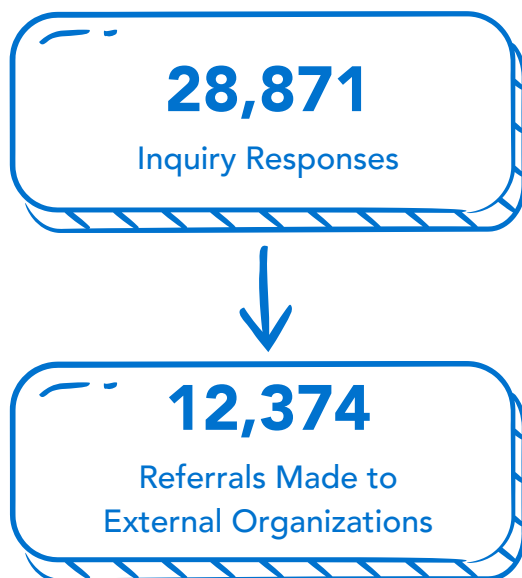 28,871
Inquiry Responses
12,374
Referrals Made to
External Organizations